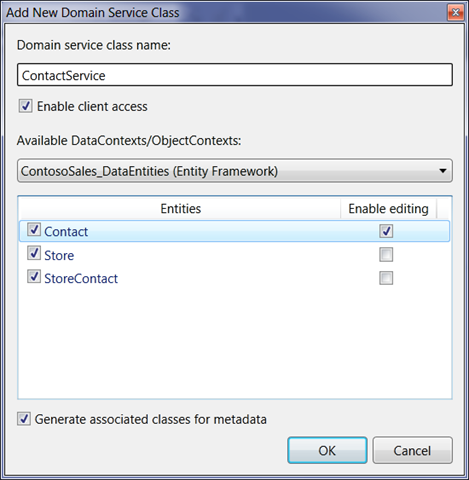 Add New Domain Service Class
Domain service class name:
ContactService
Enable client access
Available DataContexts/ObjectContexts:
ContosoSales_DataEntities (Entity Framework)
Entities Enable editing
Contact
Store
StoreContact
Generate associated classes for metadata
OK Cancel